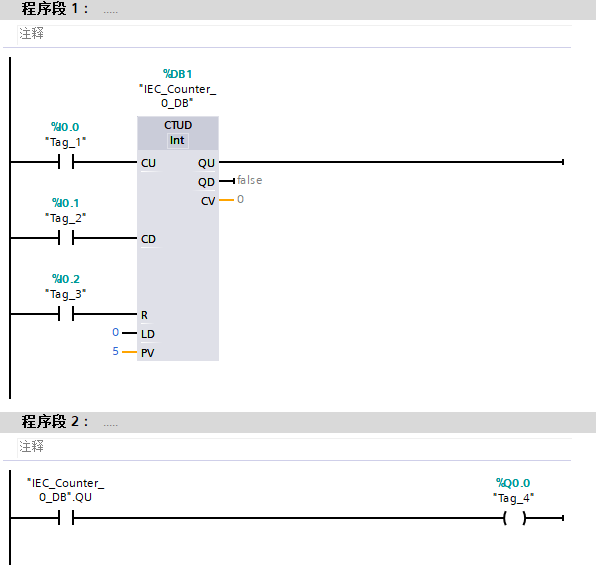 程序段 1： .....
注释
%DB1
"IEC_Counter_
0_DB"
CTUD
Int
%I0.0
"Tag_1"
CU
QU
QD
false
CV
0
%I0.1
"Tag_2"
CD
%I0.2
"Tag_3"
R
0
LD
5
PV
程序段 2： .....
注释
"IEC_Counter_
0_DB".QU
%Q0.0
"Tag_4"